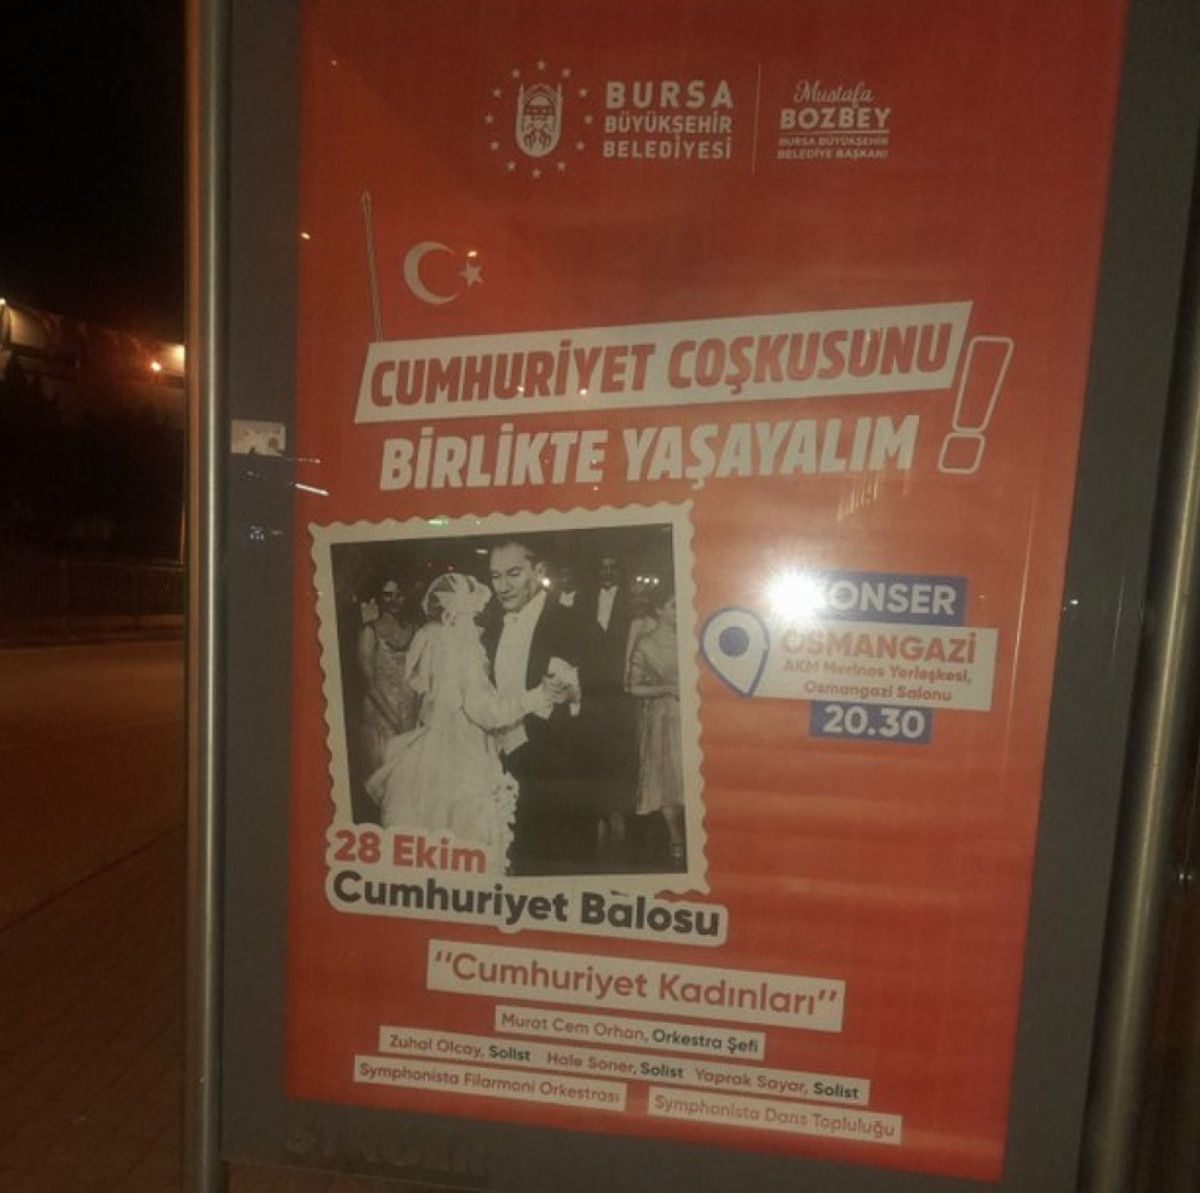 BURSA
BÜYÜKŞEHİR
BELEDİYESİ
Mustafa
BOZBEY
BURSA BÜYÜKŞEHİR
BELEDİYE BAŞKANI
CUMHURİYET COŞKUSUNU
BİRLİKTE YAŞAYALIM!
KONSER
OSMANGAZİ
AKM Merinos Yerleşkesi,
Osmangazi Salonu
20.30
28 Ekim
Cumhuriyet Balosu
"Cumhuriyet Kadınları"
Murat Cem Orhan, Orkestra Şefi
Zuhal Olcay, Solist Hale Soner, Solist Yaprak Sayar, Solist
Symphonista Filarmoni Orkestrası
Symphonista Dans Topluluğu